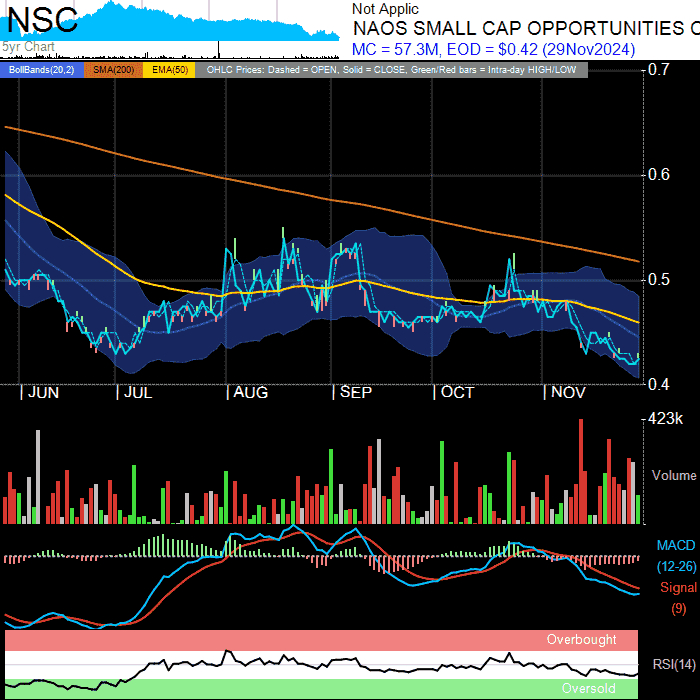 NSC
5yr Chart
Not Applic
NAOS SMALL CAP OPPORTUNITIES C
MC = 57.3M, EOD = $0.42 (29Nov2024)
BollBands(20,2) SMA(200) EMA(50) OHLC Prices: Dashed = OPEN, Solid = CLOSE, Green/Red bars = Intra-day HIGH/LOW
0.7
0.6
0.5
0.4
JUN JUL AUG SEP OCT NOV
423k
Volume
MACD
(12-26)
Signal
(9)
Overbought
RSI(14)
Oversold